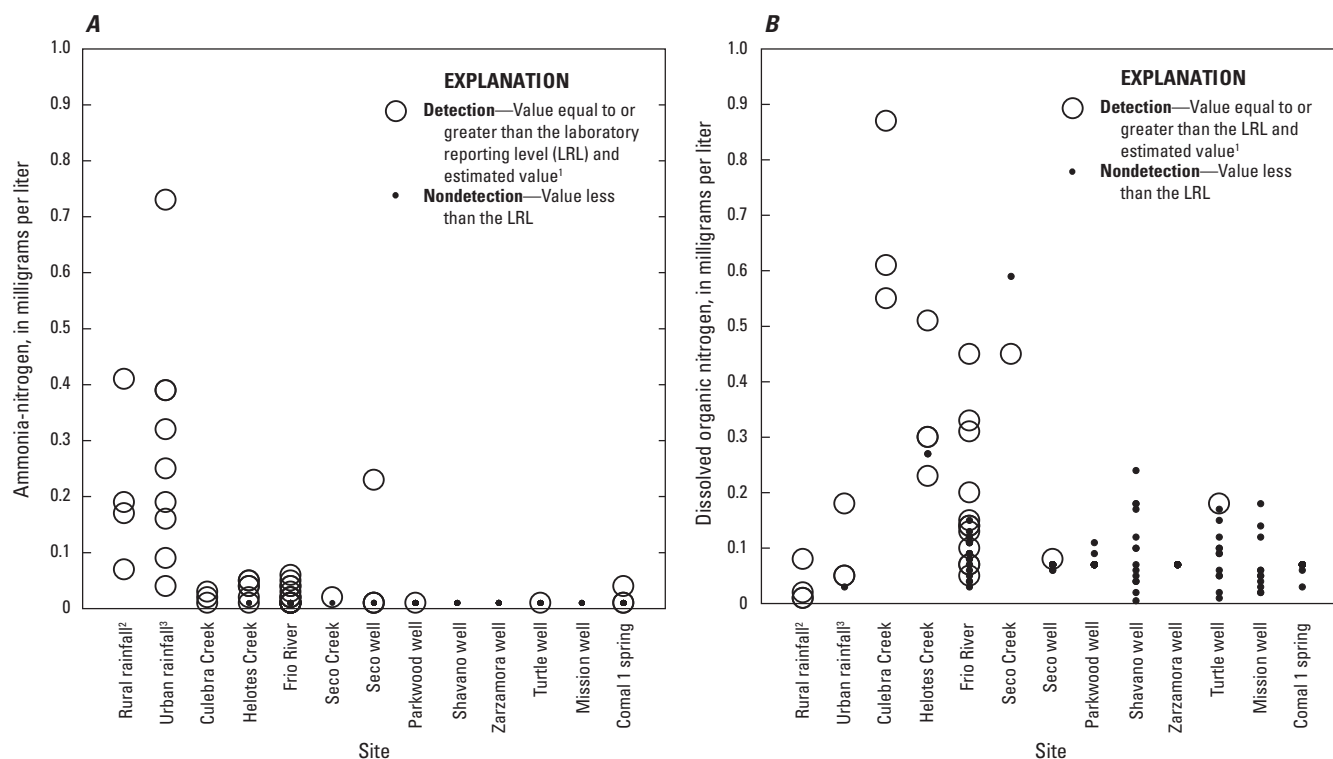 A
Ammonia-nitrogen, in milligrams per liter
1.0
0.9
0.8
0.7
0.6
0.5
0.4
0.3
0.2
0.1
0
EXPLANATION
Detection—Value equal to or
greater than the laboratory
reporting level (LRL) and
estimated value¹
Nondetection—Value less
than the LRL
Rural rainfall²
Urban rainfall³
Culebra Creek
Helotes Creek
Frio River
Seco Creek
Seco well
Parkwood well
Shavano well
Zarzamora well
Turtle well
Mission well
Comal 1 spring
Site
B
Dissolved organic nitrogen, in milligrams per liter
1.0
0.9
0.8
0.7
0.6
0.5
0.4
0.3
0.2
0.1
0
EXPLANATION
Detection—Value equal to or
greater than the LRL and
estimated value¹
Nondetection—Value less
than the LRL
Rural rainfall²
Urban rainfall³
Culebra Creek
Helotes Creek
Frio River
Seco Creek
Seco well
Parkwood well
Shavano well
Zarzamora well
Turtle well
Mission well
Comal 1 spring
Site